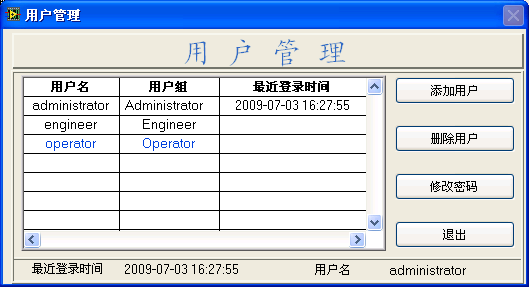 用户管理
用户管理
用户名 用户组 最近登录时间
administrator Administrator 2009-07-03 16:27:55
engineer Engineer
operator Operator
添加用户
删除用户
修改密码
退出
最近登录时间 2009-07-03 16:27:55 用户名 administrator